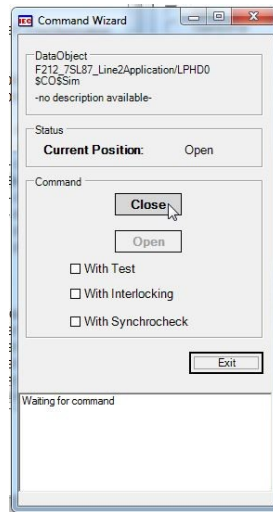 IEC Command Wizard
DataObject
F212_7SL87_Line2Application/LPHD0
$CO$Sim
-no description available-
Status
Current Position: Open
Command
Close
Open
With Test
With Interlocking
With Synchrocheck
Exit
Waiting for command